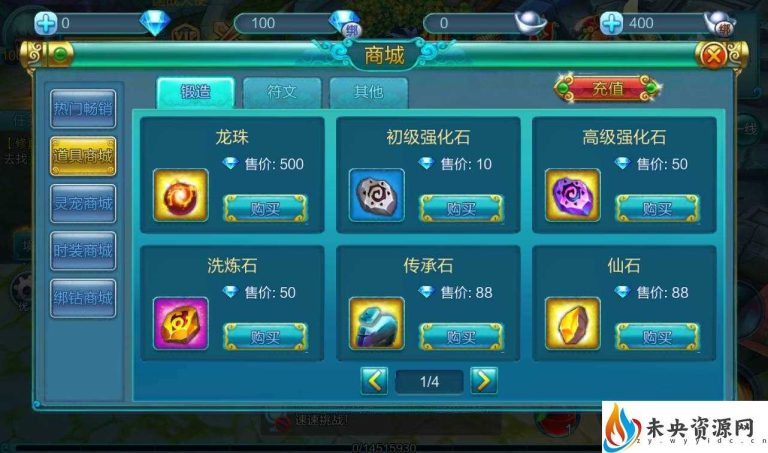 0
100
绑
0
400
绑
商城
锻造
符文
其他
充值
热门畅销
道具商城
灵宠商城
时装商城
绑钻商城
龙珠
售价: 500
购买
初级强化石
售价: 10
购买
高级强化石
售价: 50
购买
洗炼石
售价: 50
购买
传承石
售价: 88
购买
仙石
售价: 88
购买
1/4
速速挑战!
0/14515930
未央资源网
zy.wyyldc.cn